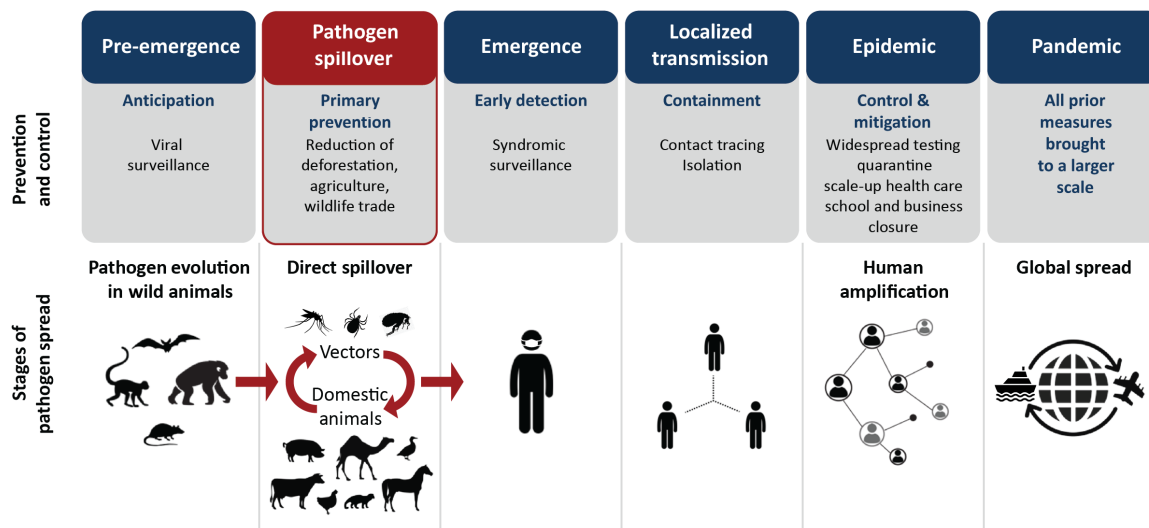 Pre-emergence
Pathogen
spillover
Emergence
Localized
transmission
Epidemic
Pandemic
Prevention
and control
Anticipation
Viral
surveillance
Primary
prevention
Reduction of
deforestation,
agriculture,
wildlife trade
Early detection
Syndromic
surveillance
Containment
Contact tracing
Isolation
Control &
mitigation
Widespread testing
quarantine
scale-up health care
school and business
closure
All prior
measures
brought
to a larger
scale
Stages of
pathogen spread
Pathogen evolution
in wild animals
Direct spillover
Vectors
Domestic
animals
Human
amplification
Global spread